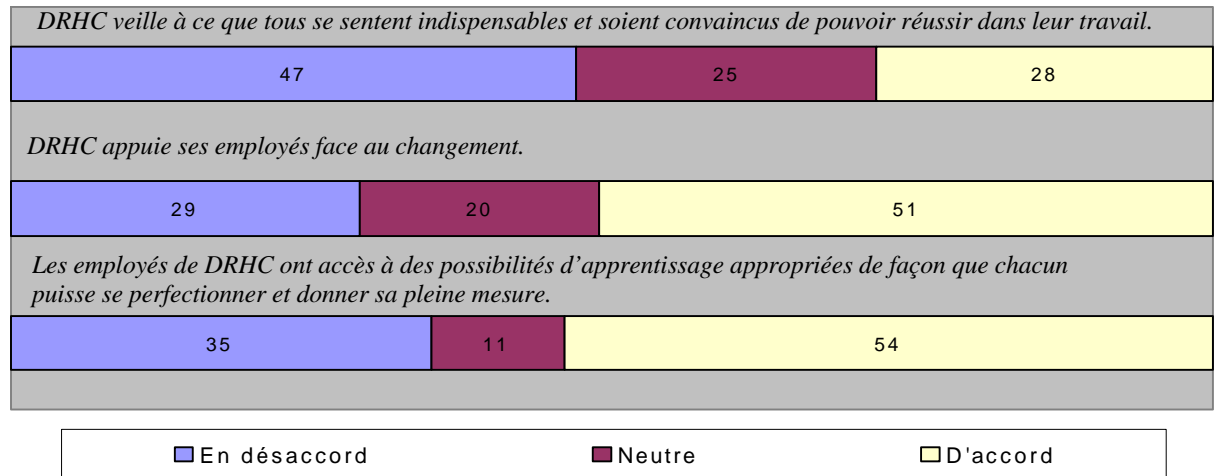 DRHC veille à ce que tous se sentent indispensables et soient convaincus de pouvoir réussir dans leur travail.
47 25 28
DRHC appuie ses employés face au changement.
29 20 51
Les employés de DRHC ont accès à des possibilités d’apprentissage appropriées de façon que chacun
puisse se perfectionner et donner sa pleine mesure.
35 11 54
En désaccord Neutre D'accord